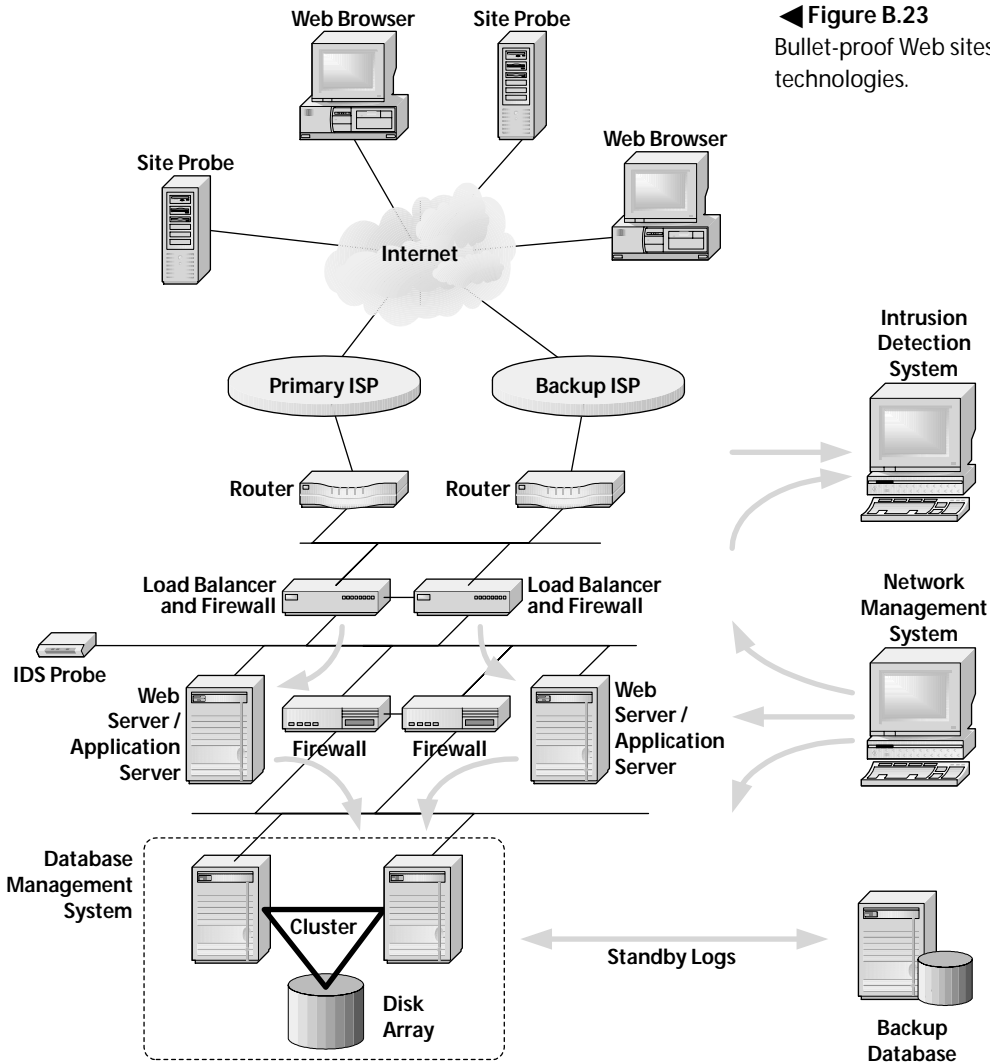 Web Browser
Site Probe
◀ Figure B.23
Bullet-proof Web sites
technologies.
Web Browser
Site Probe
Internet
Intrusion
Detection
System
Primary ISP
Backup ISP
Router
Router
Load Balancer
and Firewall
Load Balancer
and Firewall
Network
Management
System
IDS Probe
Web
Server /
Application
Server
Firewall
Firewall
Web
Server /
Application
Server
Database
Management
System
Cluster
Disk
Array
Standby Logs
Backup
Database